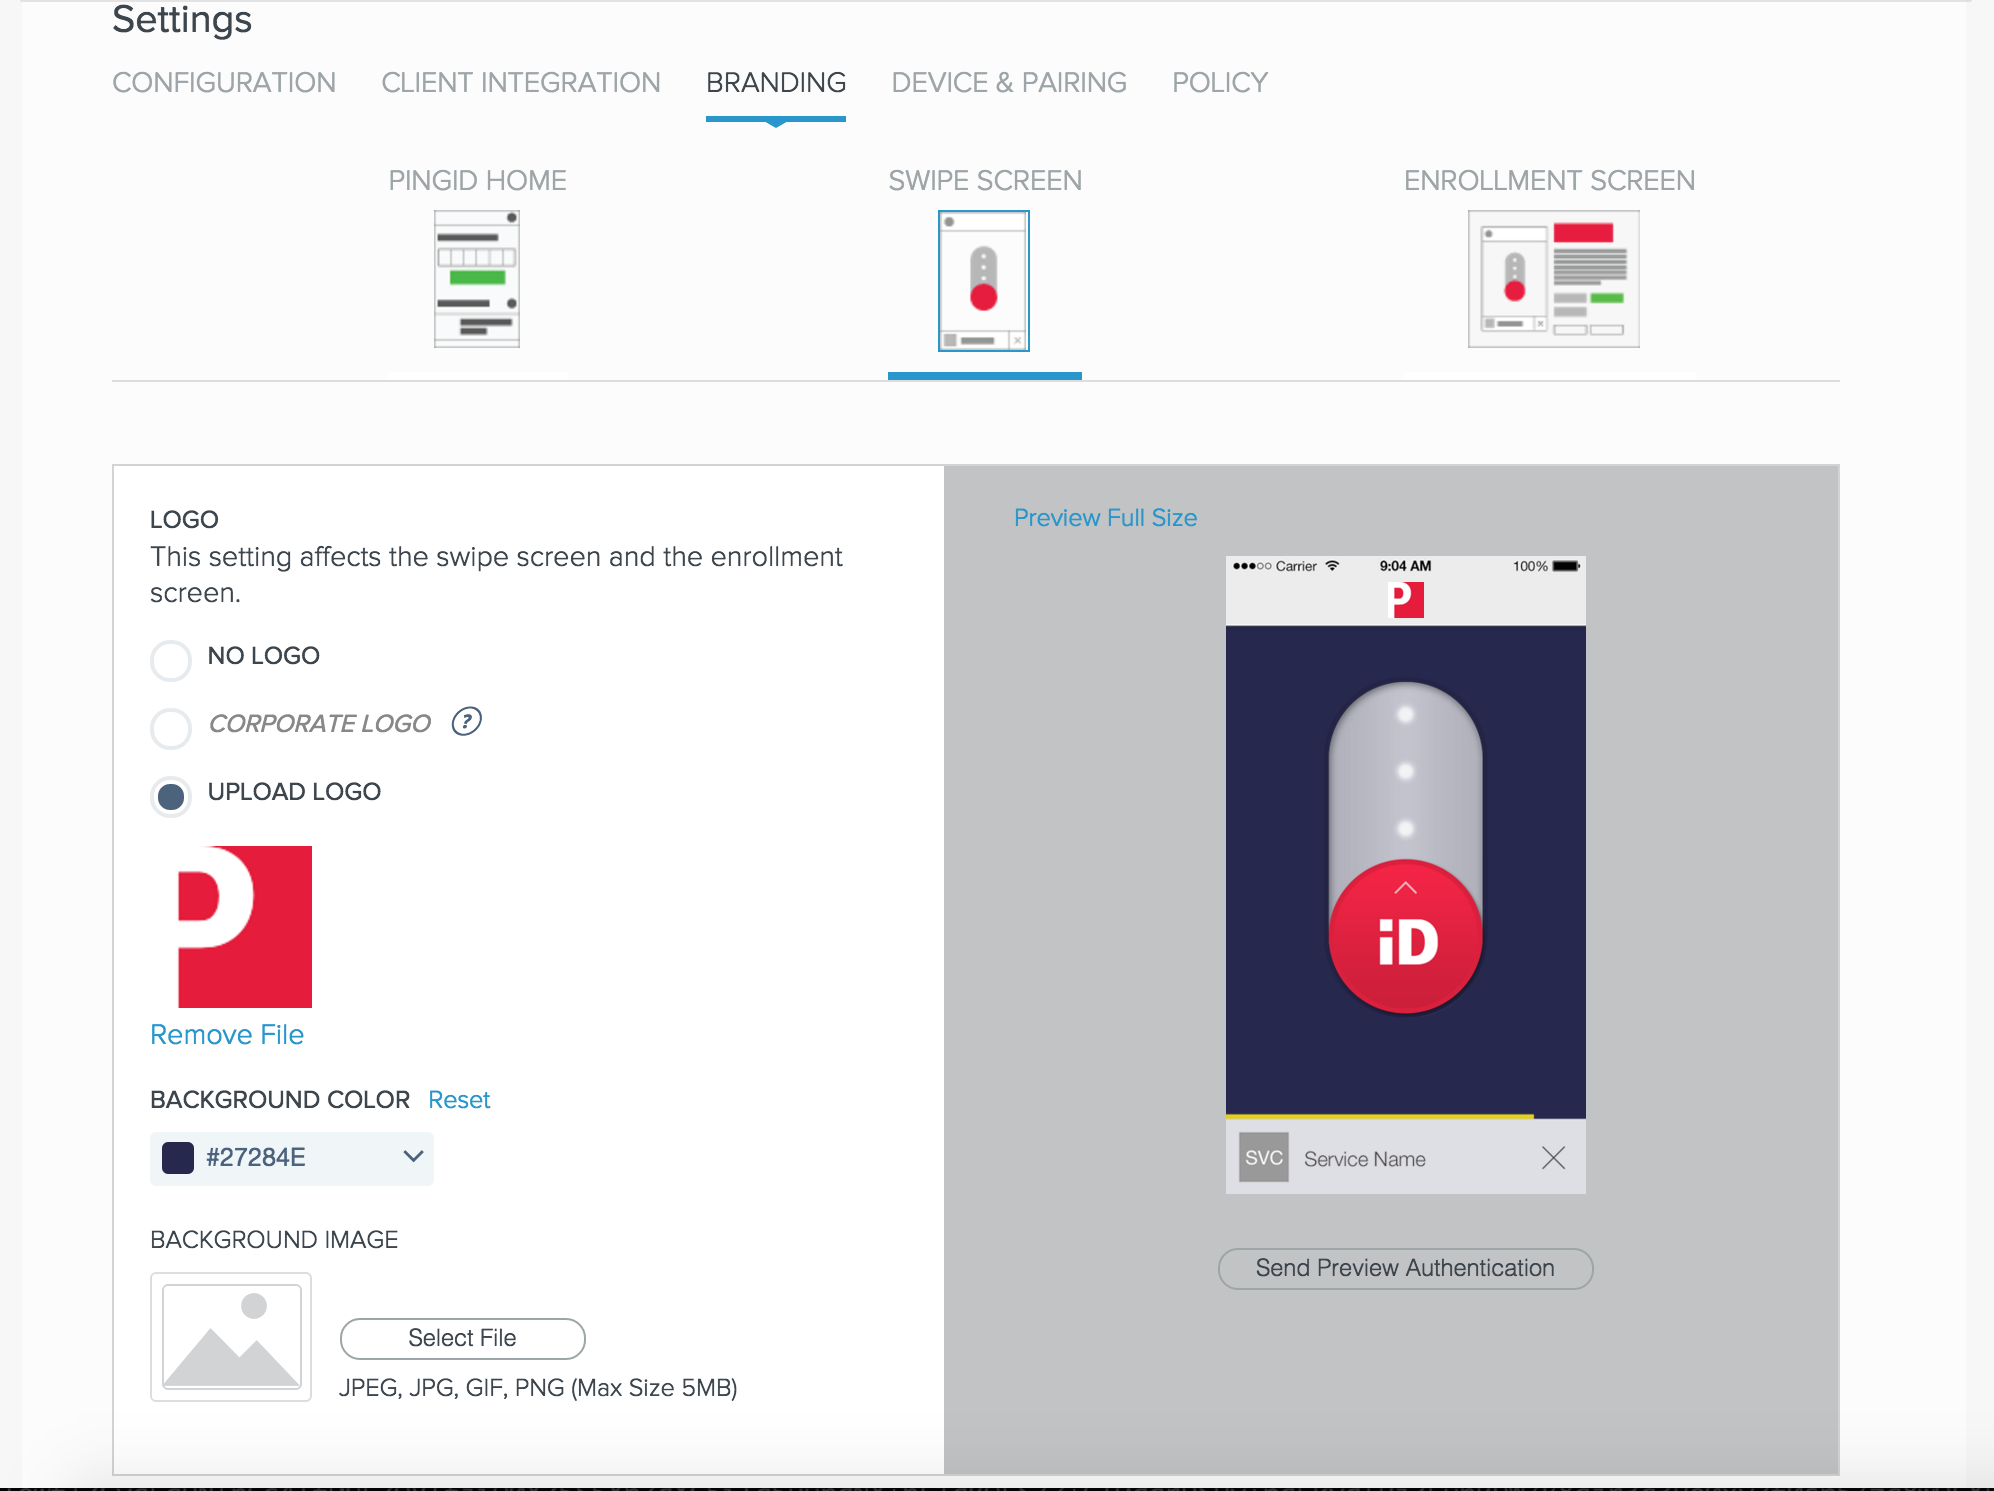 Settings
CONFIGURATION CLIENT INTEGRATION BRANDING DEVICE & PAIRING POLICY
PINGID HOME SWIPE SCREEN ENROLLMENT SCREEN
LOGO
This setting affects the swipe screen and the enrollment
screen.
NO LOGO
CORPORATE LOGO ?
UPLOAD LOGO
P
Remove File
BACKGROUND COLOR Reset
#27284E
BACKGROUND IMAGE
Select File
JPEG, JPG, GIF, PNG (Max Size 5MB)
Preview Full Size
Carrier 9:04 AM 100%
P
iD
SVC Service Name
Send Preview Authentication